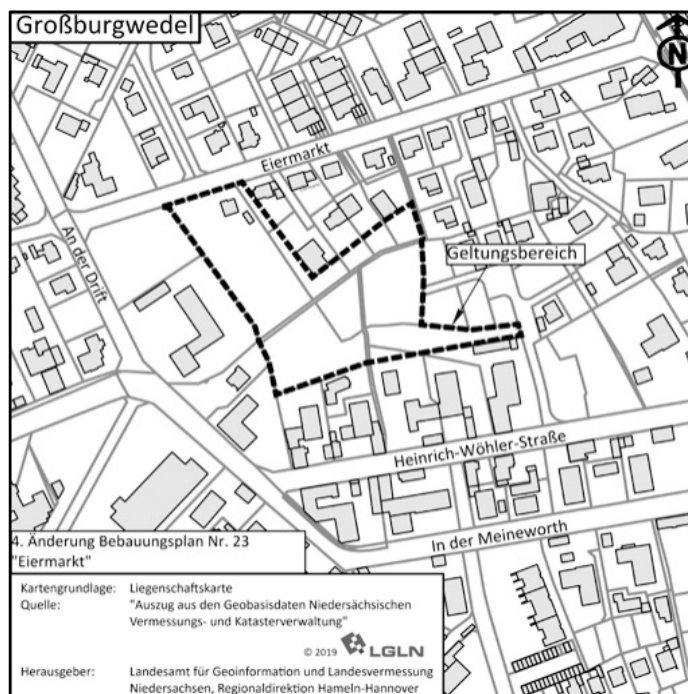 Großburgwedel
N
Eiermarkt
An der Drift
Geltungsbereich
Heinrich-Wöhler-Straße
In der Meineworth
4. Änderung Bebauungsplan Nr. 23
"Eiermarkt"
Kartengrundlage: Liegenschaftskarte
Quelle: "Auszug aus den Geobasisdaten Niedersächsischen
Vermessungs- und Katasterverwaltung"
© 2019 LGLN
Herausgeber: Landesamt für Geoinformation und Landesvermessung
Niedersachsen, Regionaldirektion Hameln-Hannover